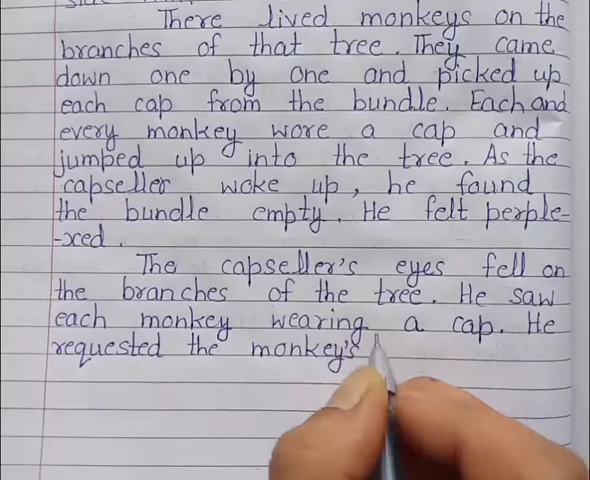 There lived monkeys on the
branches of that tree. They came
down one by one and picked up
each cap from the bundle. Each and
every monkey wore a cap and
jumped up into the tree. As the
capseller woke up, he found
the bundle empty. He felt perple-
-xed.
The capseller's eyes fell on
the branches of the tree. He saw
each monkey wearing a cap. He
requested the monkey's